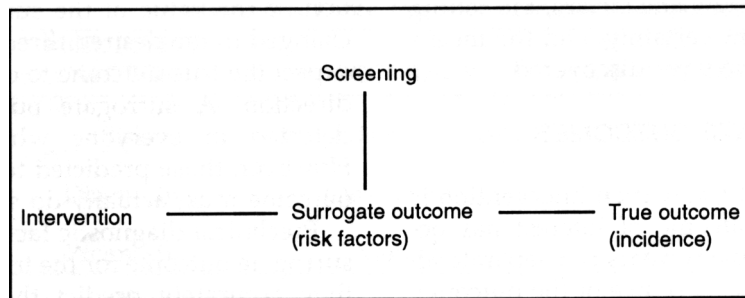 Screening
Intervention
Surrogate outcome
(risk factors)
True outcome
(incidence)